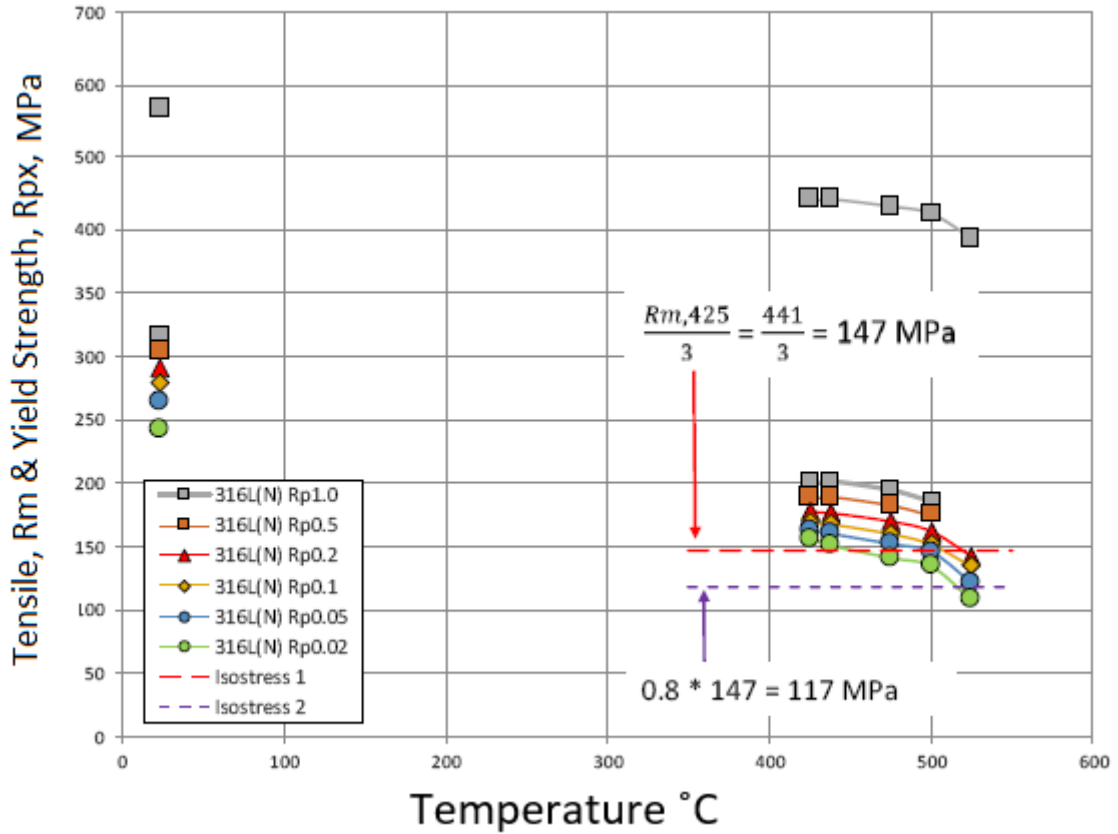 Tensile, Rm & Yield Strength, Rpx, MPa
700
600
500
400
350
300
250
200
150
100
50
0
Rm,425/3 = 441/3 = 147 MPa
316L(N) Rp1.0
316L(N) Rp0.5
316L(N) Rp0.2
316L(N) Rp0.1
316L(N) Rp0.05
316L(N) Rp0.02
Isostress 1
Isostress 2
0.8 * 147 = 117 MPa
0 100 200 300 400 500 600
Temperature ˚C